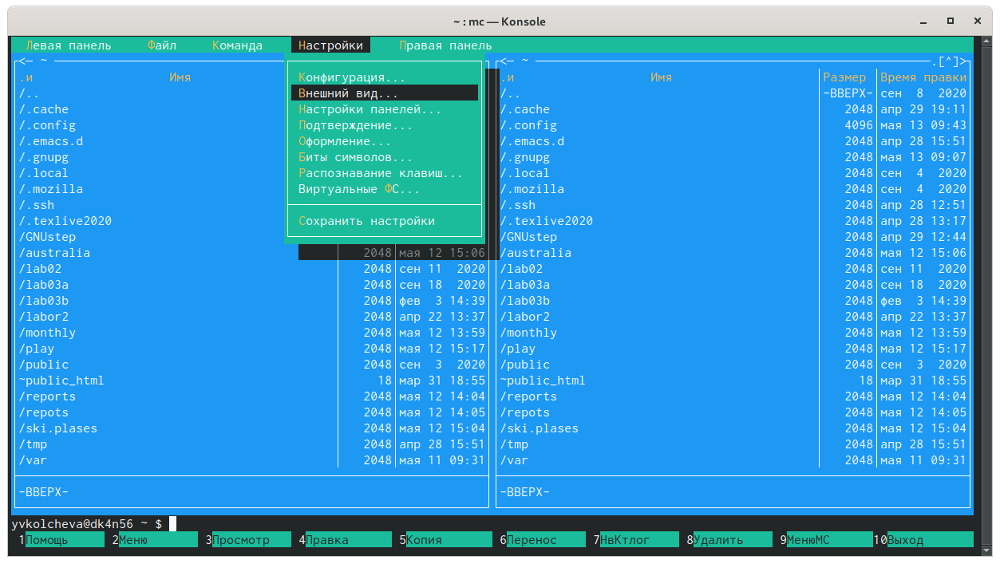 ~ : mc — Konsole
Левая панель Файл Команда Настройки Правая панель
<— ~ <— ~ .[^]>
.и Имя Конфигурация... .и Имя Размер Время правки
/.. Внешний вид... /.. -ВВЕРХ- сен 8 2020
/.cache Настройки панелей... /.cache 2048 апр 29 19:11
/.config Подтверждение... /.config 4096 мая 13 09:43
/.emacs.d Оформление... /.emacs.d 2048 апр 28 15:51
/.gnupg Биты символов... /.gnupg 2048 мая 13 09:07
/.local Распознавание клавиш... /.local 2048 сен 4 2020
/.mozilla Виртуальные ФС... /.mozilla 2048 сен 4 2020
/.ssh /.ssh 2048 апр 28 12:51
/.texlive2020 Сохранить настройки /.texlive2020 2048 апр 28 13:17
/GNUstep /GNUstep 2048 апр 29 12:44
/australia 2048 мая 12 15:06 /australia 2048 мая 12 15:06
/lab02 2048 сен 11 2020 /lab02 2048 сен 11 2020
/lab03a 2048 сен 18 2020 /lab03a 2048 сен 18 2020
/lab03b 2048 фев 3 14:39 /lab03b 2048 фев 3 14:39
/labor2 2048 апр 22 13:37 /labor2 2048 апр 22 13:37
/monthly 2048 мая 12 13:59 /monthly 2048 мая 12 13:59
/play 2048 мая 12 15:17 /play 2048 мая 12 15:17
/public 2048 сен 3 2020 /public 2048 сен 3 2020
~public_html 18 мар 31 18:55 ~public_html 18 мар 31 18:55
/reports 2048 мая 12 14:04 /reports 2048 мая 12 14:04
/repots 2048 мая 12 14:05 /repots 2048 мая 12 14:05
/ski.plases 2048 мая 12 15:04 /ski.plases 2048 мая 12 15:04
/tmp 2048 апр 28 15:51 /tmp 2048 апр 28 15:51
/var 2048 мая 11 09:31 /var 2048 мая 11 09:31
-ВВЕРХ- -ВВЕРХ-
yvkolcheva@dk4n56 ~ $
1Помощь 2Меню 3Просмотр 4Правка 5Копия 6Перенос 7НвКтлог 8Удалить 9МенюMC 10Выход